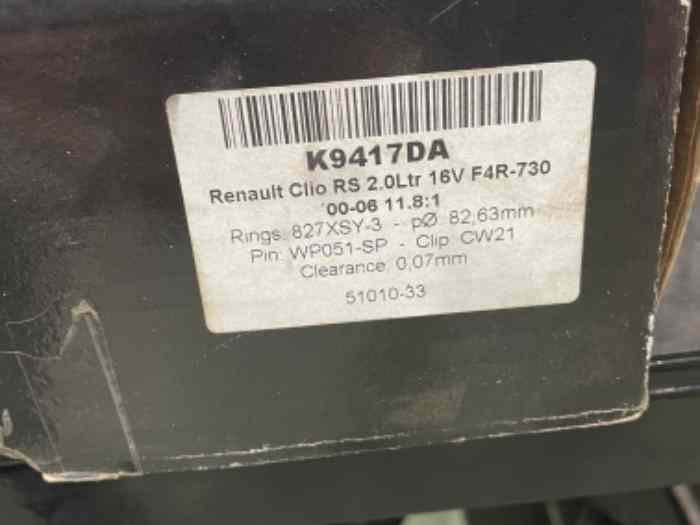 K9417DA
Renault Clio RS 2.0Ltr 16V F4R-730
'00-06 11.8:1
Rings: 827XSY-3 - pØ 82,63mm
Pin: WP051-SP - Clip: CW21
Clearance: 0,07mm
51010-33